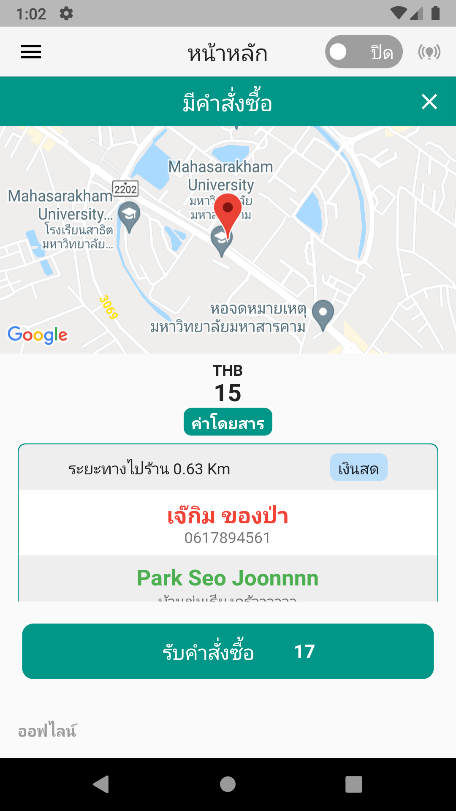 1:02
หน้าหลัก
ปิด
มีคำสั่งซื้อ
2202
Mahasarakham
University
มหาวิทยาลัย
มหาสารคาม
Mahasarakham
University...
โรงเรียนสาธิต
มหาวิทยาลัย...
3069
หอจดหมายเหตุ
มหาวิทยาลัยมหาสารคาม
Google
THB
15
ค่าโดยสาร
ระยะทางไปร้าน 0.63 Km
เงินสด
เจ๊กิม ของป่า
0617894561
Park Seo Joonnnn
รับคำสั่งซื้อ 17
ออฟไลน์